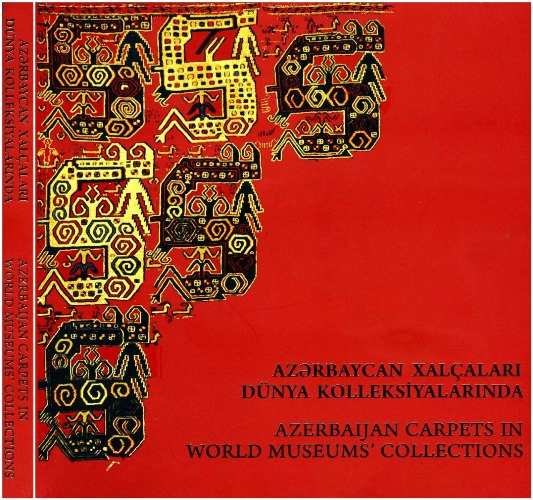 AZƏRBAYCAN XALÇALARI
DÜNYA KOLLEKSİYALARINDA
AZERBAIJAN CARPETS IN
WORLD MUSEUMS' COLLECTIONS
AZƏRBAYCAN XALÇALARI
DÜNYA KOLLEKSİYALARINDA
AZERBAIJAN CARPETS IN
WORLD MUSEUMS' COLLECTIONS